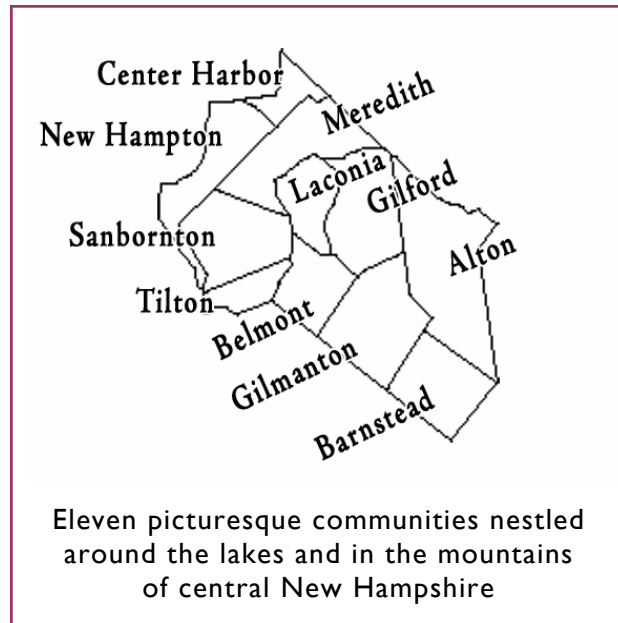 Center Harbor
Meredith
New Hampton
Laconia
Gilford
Sanbornton
Alton
Tilton
Belmont
Gilmanton
Barnstead
Eleven picturesque communities nestled
around the lakes and in the mountains
of central New Hampshire